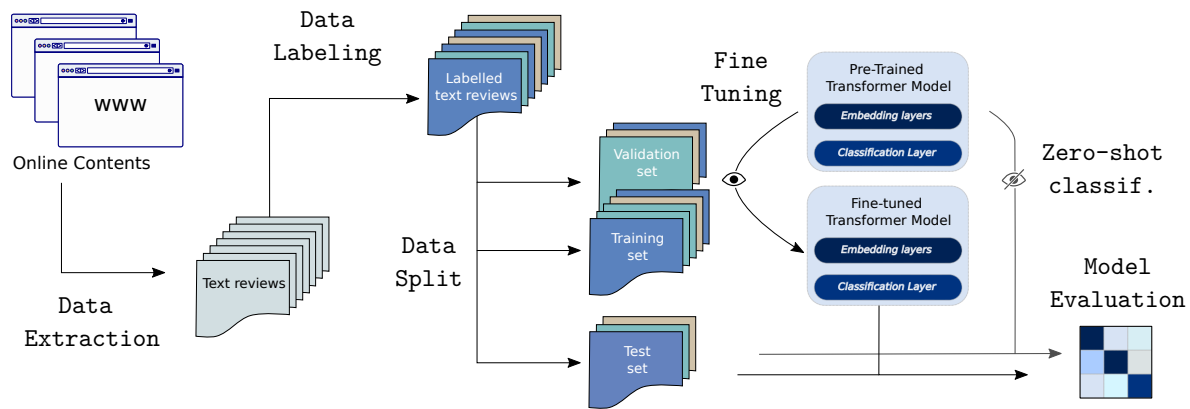 www
Online Contents
Data
Extraction
Text reviews
Data
Labeling
Labelled
text reviews
Data
Split
Validation
set
Training
set
Test
set
Fine
Tuning
Pre-Trained
Transformer Model
Embedding layers
Classification Layer
Fine-tuned
Transformer Model
Embedding layers
Classification Layer
Zero-shot
classif.
Model
Evaluation